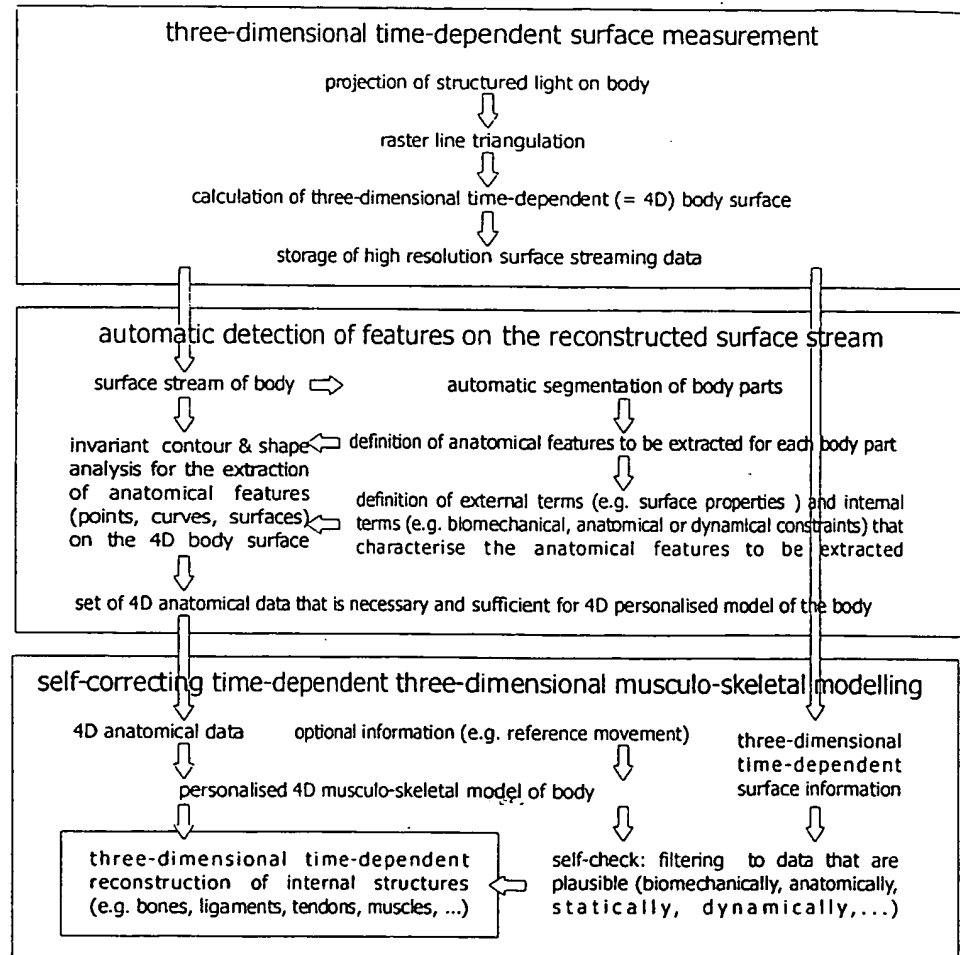 three-dimensional time-dependent surface measurement
projection of structured light on body
raster line triangulation
calculation of three-dimensional time-dependent (= 4D) body surface
storage of high resolution surface streaming data
automatic detection of features on the reconstructed surface stream
surface stream of body
automatic segmentation of body parts
invariant contour & shape
analysis for the extraction
of anatomical features
(points, curves, surfaces)
on the 4D body surface
definition of anatomical features to be extracted for each body part
definition of external terms (e.g. surface properties ) and internal
terms (e.g. biomechanical, anatomical or dynamical constraints) that
characterise the anatomical features to be extracted
set of 4D anatomical data that is necessary and sufficient for 4D personalised model of the body
self-correcting time-dependent three-dimensional musculo-skeletal modelling
4D anatomical data
optional information (e.g. reference movement)
three-dimensional
time-dependent
surface information
personalised 4D musculo-skeletal model of body
three-dimensional time-dependent
reconstruction of internal structures
(e.g. bones, ligaments, tendons, muscles, ...)
self-check: filtering to data that are
plausible (biomechanically, anatomically,
statically, dynamically,...)